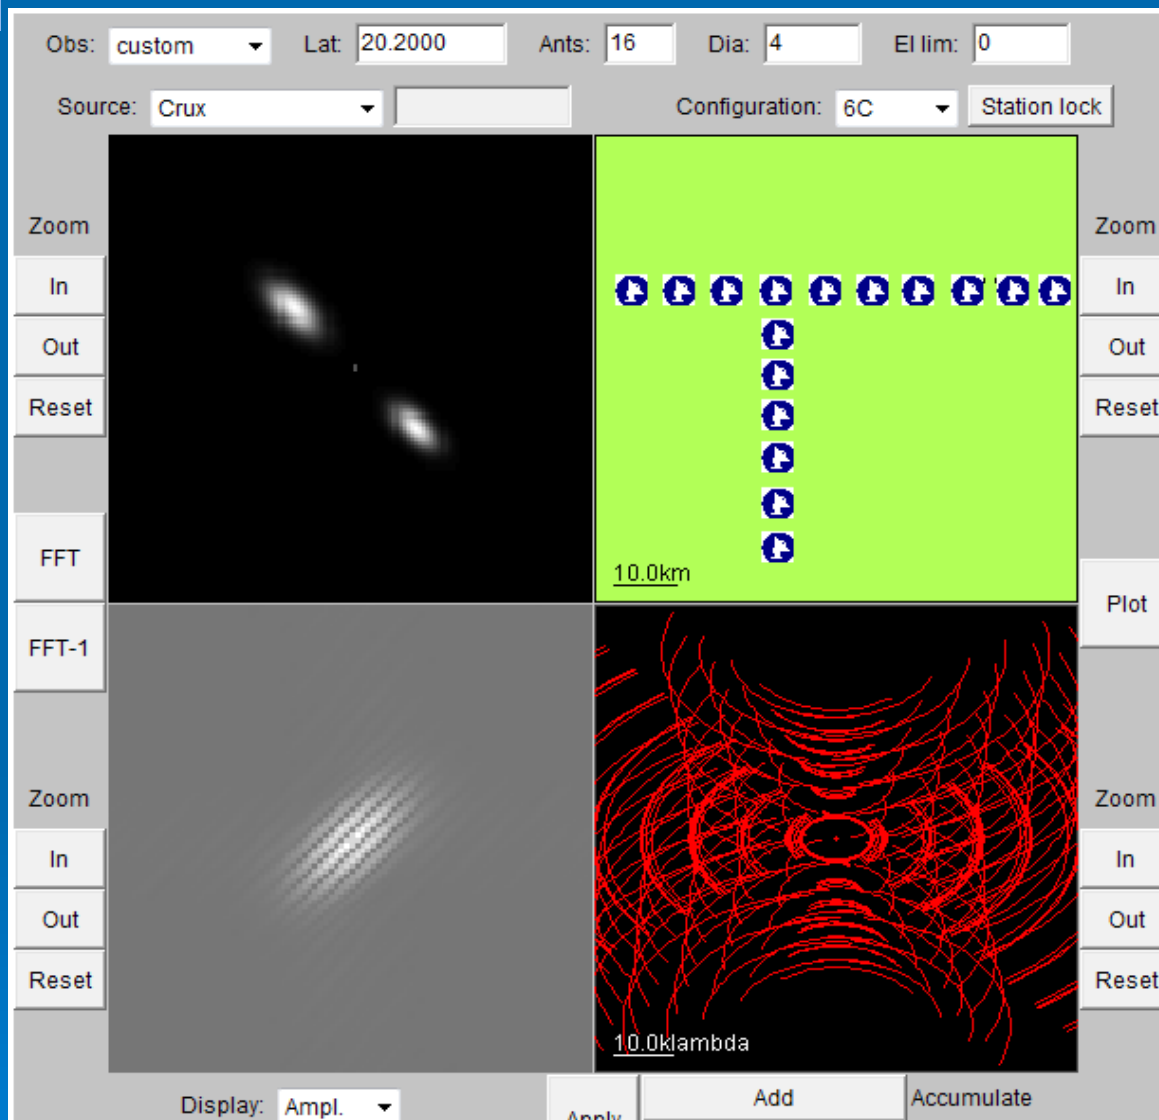 Obs: custom Lat: 20.2000 Ants: 16 Dia: 4 El lim: 0
Source: Crux Configuration: 6C Station lock
Zoom Zoom
In In
Out Out
Reset Reset
10.0km
FFT
Plot
FFT-1
Zoom Zoom
In In
Out Out
Reset Reset
10.0klambda
Display: Ampl. Apply Add Accumulate